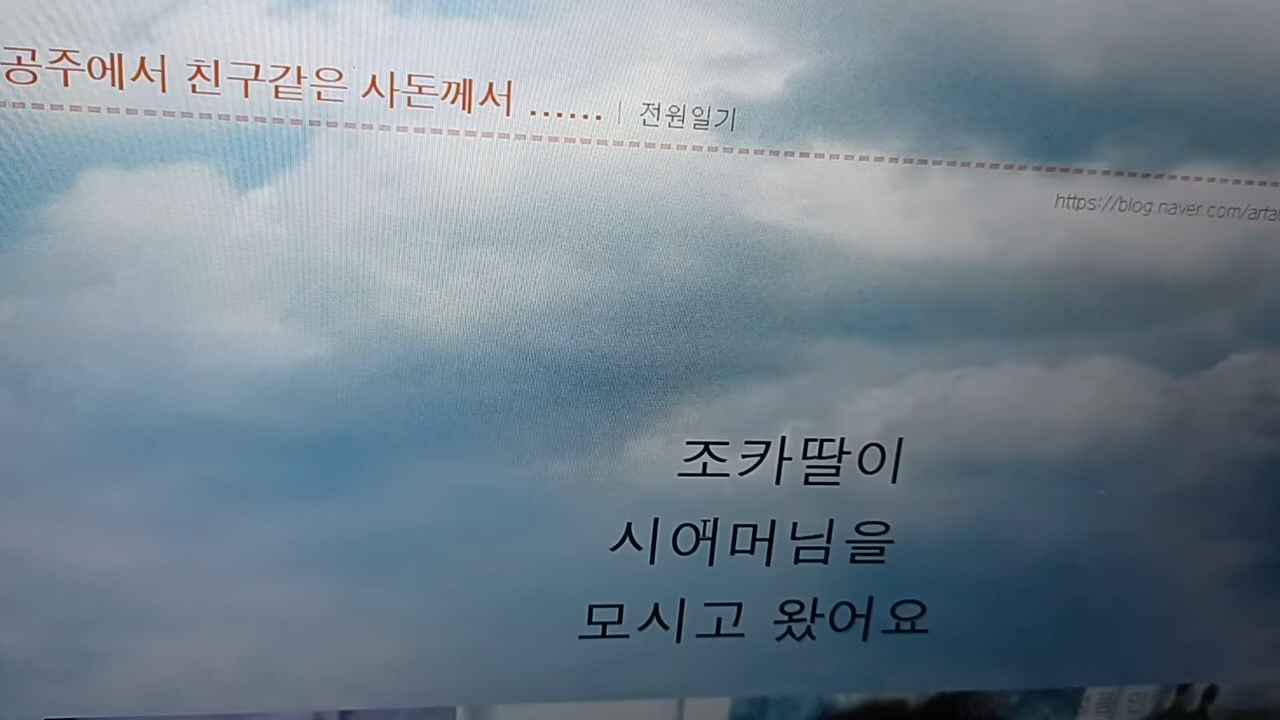 공주에서 친구같은 사돈께서 ...... | 전원일기
https://blog.naver.com/arta
조카딸이
시에머님을
모시고 왔어요